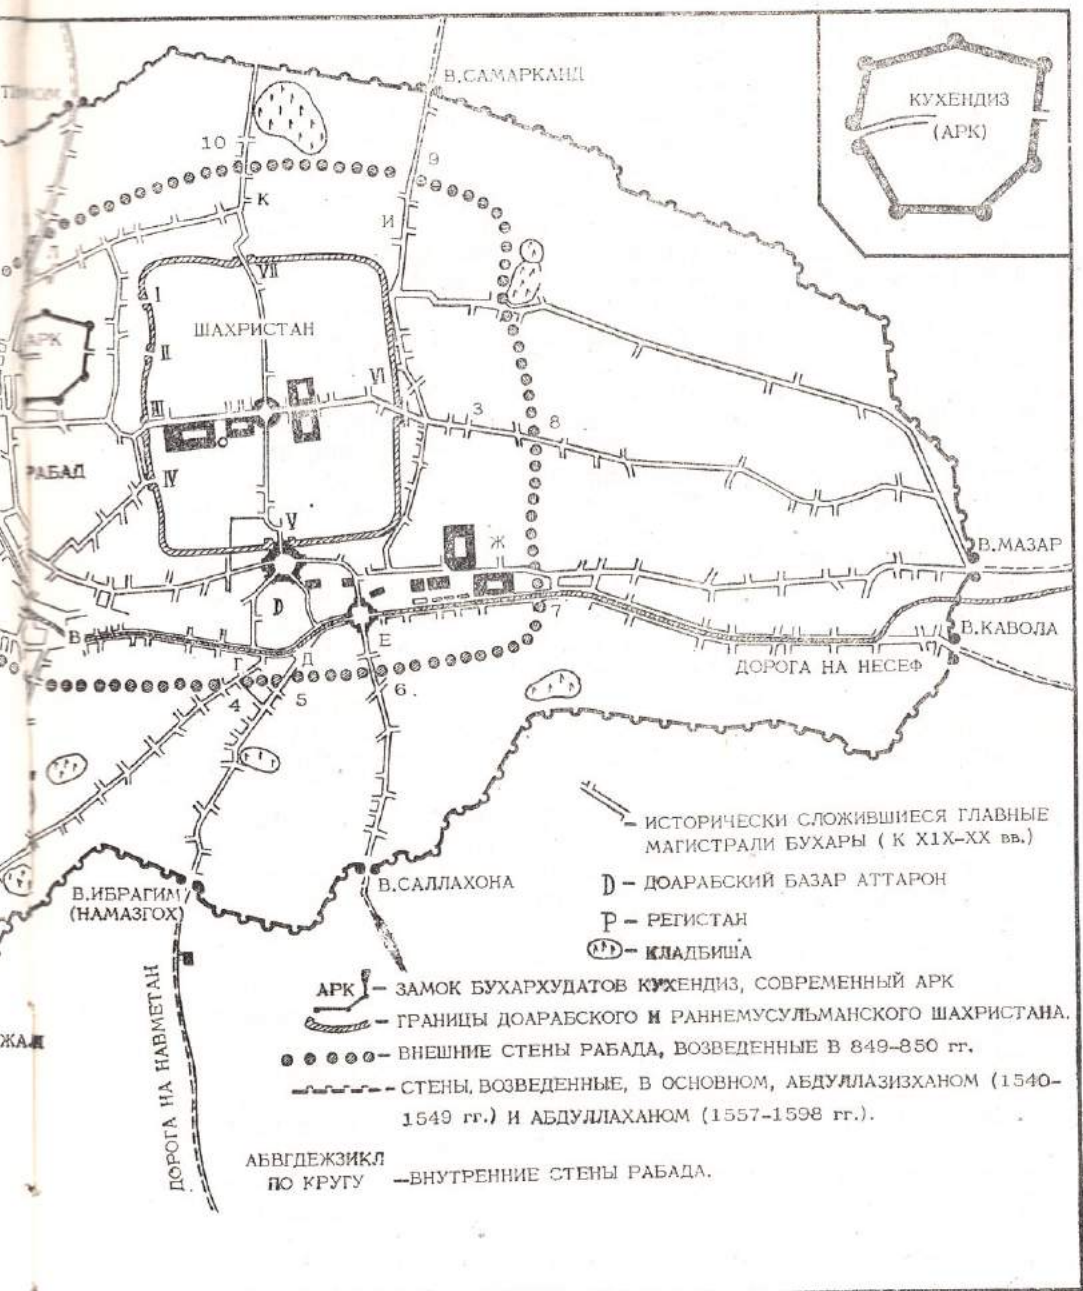 В.САМАРКАНД
КУХЕНДИЗ
(АРК)
10
9
К
И
Л
VII
I
ШАХРИСТАН
АРК
II
VI
III
З
8
РАБАД
IV
V
Ж
В.МАЗАР
D
7
В
Е
В.КАВОЛА
Г
Д
ДОРОГА НА НЕСЕФ
4
5
6.
– ИСТОРИЧЕСКИ СЛОЖИВШИЕСЯ ГЛАВНЫЕ
МАГИСТРАЛИ БУХАРЫ ( К X1X–XX вв.)
В.ИБРАГИМ
(НАМАЗГОХ)
В.САЛЛАХОНА
D – ДОАРАБСКИЙ БАЗАР АТТАРОН
Р – РЕГИСТАН
– КЛАДБИША
АРК – ЗАМОК БУХАРХУДАТОВ КУХЕНДИЗ, СОВРЕМЕННЫЙ АРК
– ГРАНИЦЫ ДОАРАБСКОГО И РАННЕМУСУЛЬМАНСКОГО ШАХРИСТАНА.
– ВНЕШНИЕ СТЕНЫ РАБАДА, ВОЗВЕДЕННЫЕ В 849–850 гг.
– СТЕНЫ, ВОЗВЕДЕННЫЕ, В ОСНОВНОМ, АБДУЛЛАЗИЗХАНОМ (1540–
1549 гг.) И АБДУЛЛАХАНОМ (1557–1598 гг.).
ДОРОГА НА НАВМЕТАН
АБВГДЕЖЗИКЛ
ПО КРУГУ –ВНУТРЕННИЕ СТЕНЫ РАБАДА.